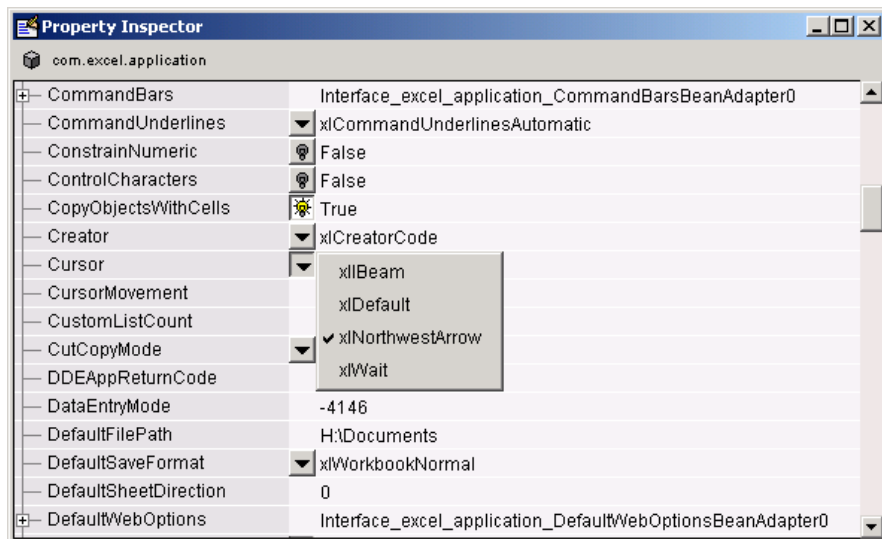 Property Inspector
com.excel.application
CommandBars Interface_excel_application_CommandBarsBeanAdapter0
CommandUnderlines xlCommandUnderlinesAutomatic
ConstrainNumeric False
ControlCharacters False
CopyObjectsWithCells True
Creator xlCreatorCode
Cursor xlIBeam
CursorMovement xlDefault
CustomListCount xlNorthwestArrow
CutCopyMode xlWait
DDEAppReturnCode
DataEntryMode -4146
DefaultFilePath H:\Documents
DefaultSaveFormat xlWorkbookNormal
DefaultSheetDirection 0
DefaultWebOptions Interface_excel_application_DefaultWebOptionsBeanAdapter0